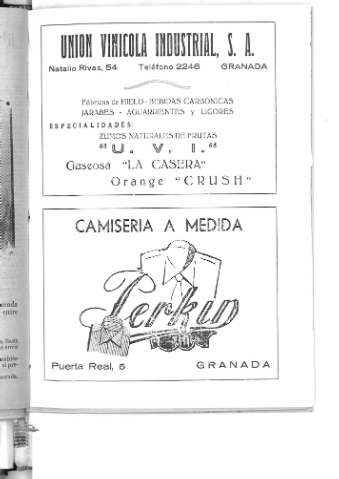 UNION VINICOLA INDUSTRIAL, S. A.
Natalio Rivas, 54 Teléfono 2246 GRANADA
Fábricas de HIELO - BEBIDAS CARBONICAS
JARABES - AGUARDIENTES y LICORES
ESPECIALIDADES:
ZUMOS NATURALES DE FRUTAS
"U. V. I."
Gaseosa "LA CASERA"
Orange "CRUSH"
CAMISERIA A MEDIDA
Perkin
Puerta Real, 5 GRANADA